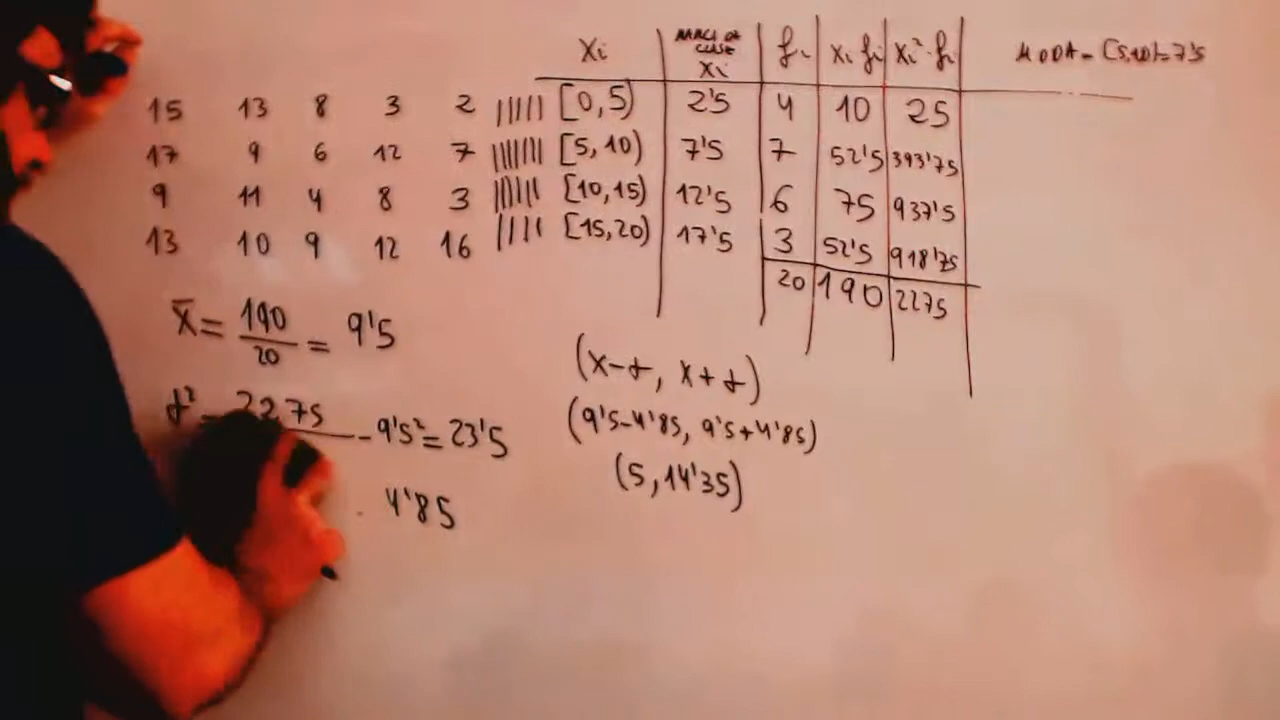 Xi MARCA DE CLASE Xi fi Xi·fi Xi²·fi MODA= [5,10)=7'5
15 13 8 3 2 [0,5) 2'5 4 10 25
17 9 6 12 7 [5,10) 7'5 7 52'5 393'75
9 11 4 8 3 [10,15) 12'5 6 75 937'5
13 10 9 12 16 [15,20) 17'5 3 52'5 918'75
20 190 2275
x̄ = 190/20 = 9'5
(x-σ, x+σ)
σ² = 2275 - 9'5² = 23'5
(9'5-4'85, 9'5+4'85)
(5, 14'35)
4'85